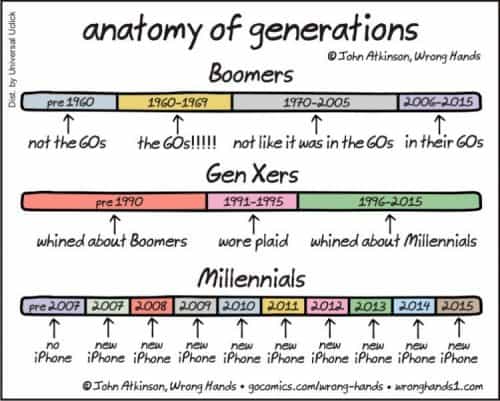 anatomy of generations
© John Atkinson, Wrong Hands
Dist. by Universal Uclick
Boomers
pre 1960 1960-1969 1970-2005 2006-2015
not the 60s the 60s!!!!! not like it was in the 60s in their 60s
Gen Xers
pre 1990 1991-1995 1996-2015
whined about Boomers wore plaid whined about Millennials
Millennials
pre 2007 2007 2008 2009 2010 2011 2012 2013 2014 2015
no new new new new new new new new new
iPhone iPhone iPhone iPhone iPhone iPhone iPhone iPhone iPhone iPhone
© John Atkinson, Wrong Hands • gocomics.com/wrong-hands • wronghands1.com